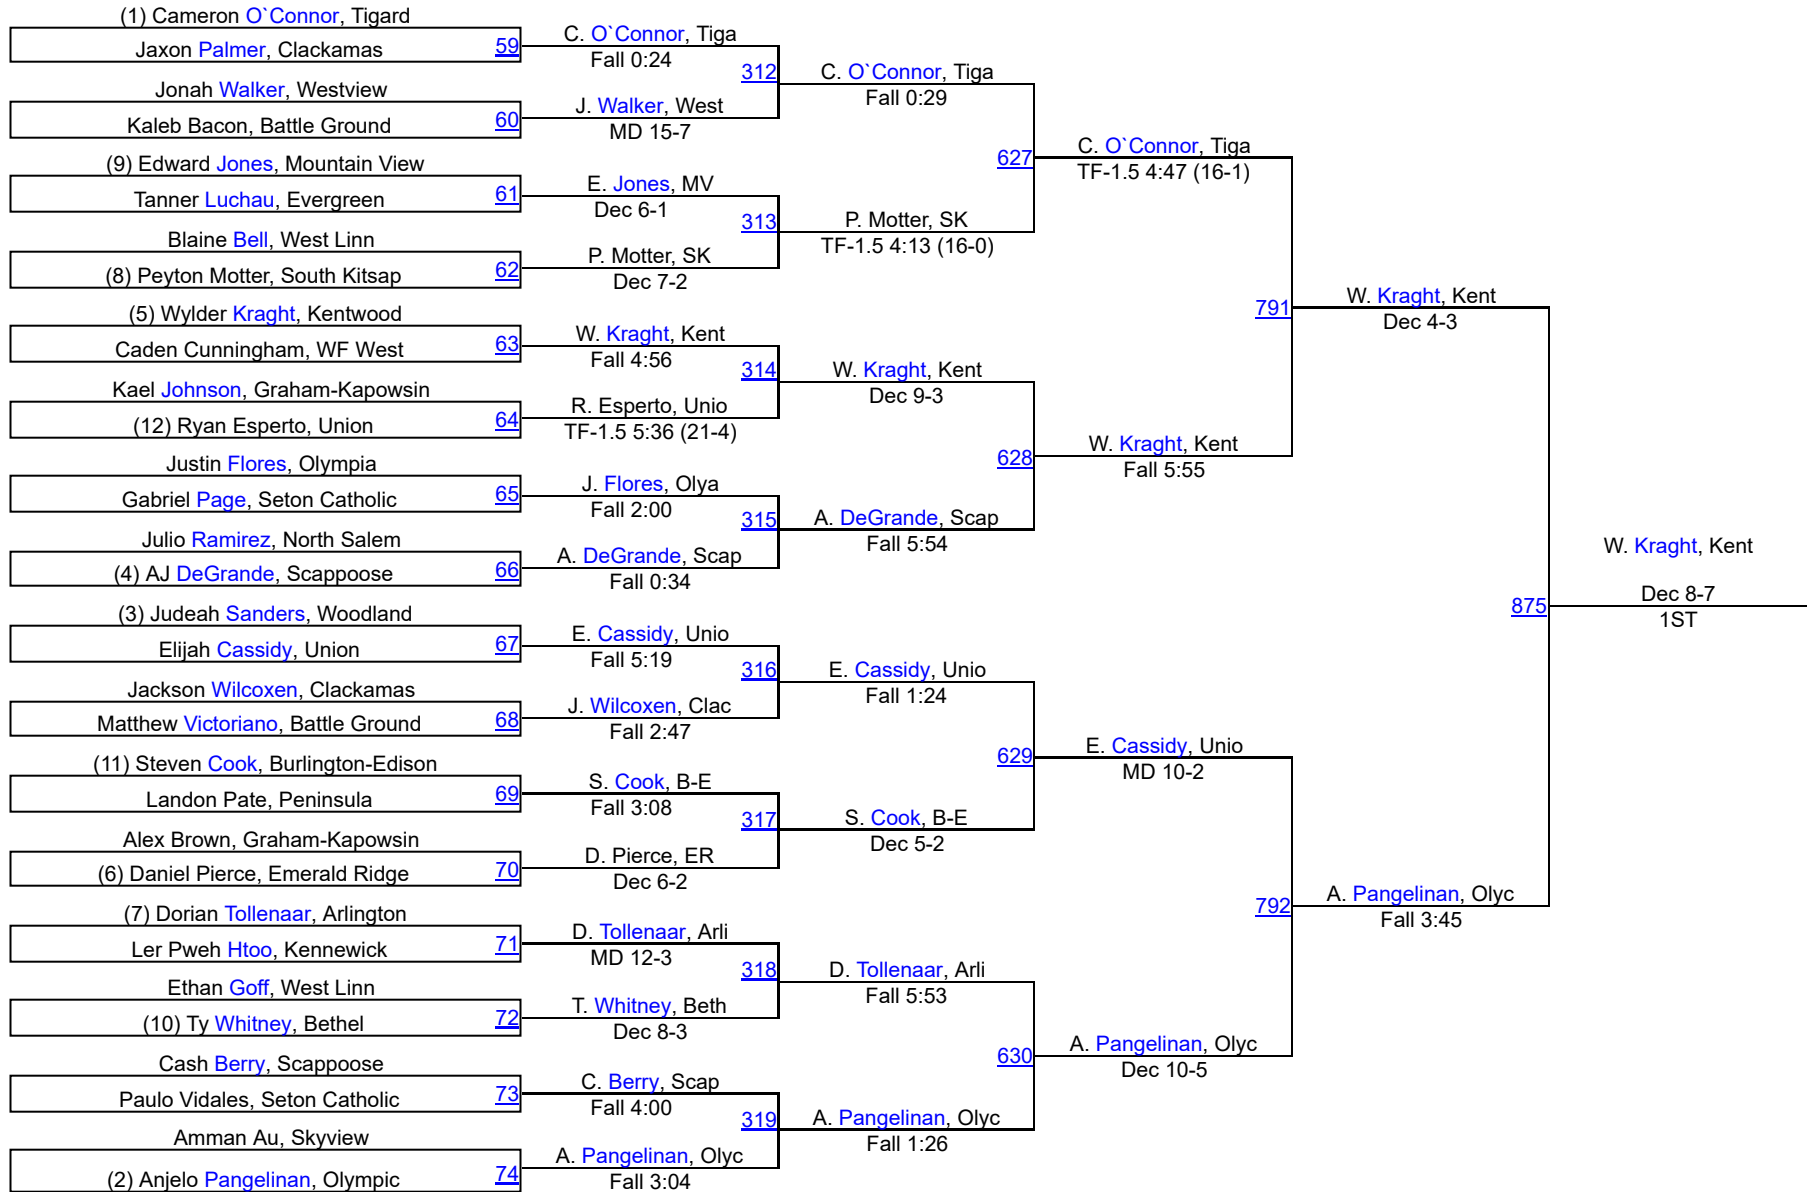 (1) Cameron O`Connor, Tigard
Jaxon Palmer, Clackamas
59
Jonah Walker, Westview
Kaleb Bacon, Battle Ground
60
(9) Edward Jones, Mountain View
Tanner Luchau, Evergreen
61
Blaine Bell, West Linn
(8) Peyton Motter, South Kitsap
62
(5) Wylder Kraght, Kentwood
Caden Cunningham, WF West
63
Kael Johnson, Graham-Kapowsin
(12) Ryan Esperto, Union
64
Justin Flores, Olympia
Gabriel Page, Seton Catholic
65
Julio Ramirez, North Salem
(4) AJ DeGrande, Scappoose
66
(3) Judeah Sanders, Woodland
Elijah Cassidy, Union
67
Jackson Wilcoxen, Clackamas
Matthew Victoriano, Battle Ground
68
(11) Steven Cook, Burlington-Edison
Landon Pate, Peninsula
69
Alex Brown, Graham-Kapowsin
(6) Daniel Pierce, Emerald Ridge
70
(7) Dorian Tollenaar, Arlington
Ler Pweh Htoo, Kennewick
71
Ethan Goff, West Linn
(10) Ty Whitney, Bethel
72
Cash Berry, Scappoose
Paulo Vidales, Seton Catholic
73
Amman Au, Skyview
(2) Anjelo Pangelinan, Olympic
74
C. O`Connor, Tiga
Fall 0:24
312
J. Walker, West
MD 15-7
E. Jones, MV
Dec 6-1
313
P. Motter, SK
Dec 7-2
W. Kraght, Kent
Fall 4:56
314
R. Esperto, Unio
TF-1.5 5:36 (21-4)
J. Flores, Olya
Fall 2:00
315
A. DeGrande, Scap
Fall 0:34
E. Cassidy, Unio
Fall 5:19
316
J. Wilcoxen, Clac
Fall 2:47
S. Cook, B-E
Fall 3:08
317
D. Pierce, ER
Dec 6-2
D. Tollenaar, Arli
MD 12-3
318
T. Whitney, Beth
Dec 8-3
C. Berry, Scap
Fall 4:00
319
A. Pangelinan, Olyc
Fall 3:04
C. O`Connor, Tiga
Fall 0:29
627
P. Motter, SK
TF-1.5 4:13 (16-0)
W. Kraght, Kent
Dec 9-3
628
A. DeGrande, Scap
Fall 5:54
E. Cassidy, Unio
Fall 1:24
629
S. Cook, B-E
Dec 5-2
D. Tollenaar, Arli
Fall 5:53
630
A. Pangelinan, Olyc
Fall 1:26
C. O`Connor, Tiga
TF-1.5 4:47 (16-1)
791
W. Kraght, Kent
Fall 5:55
E. Cassidy, Unio
MD 10-2
792
A. Pangelinan, Olyc
Dec 10-5
W. Kraght, Kent
Dec 4-3
875
A. Pangelinan, Olyc
Fall 3:45
W. Kraght, Kent
Dec 8-7
1ST